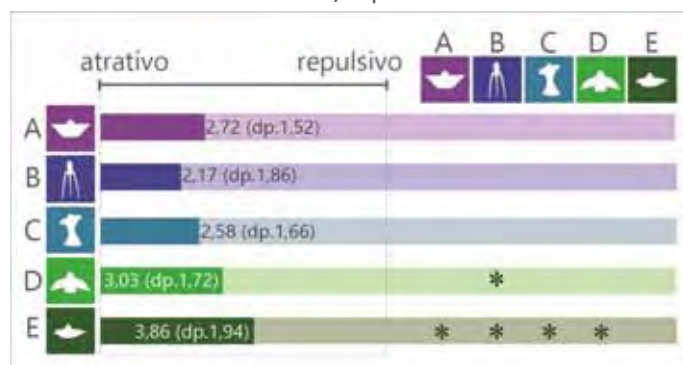 A B C D E
atrativo repulsivo
A 2,72 (dp.1,52)
B 2,17 (dp.1,86)
C 2,58 (dp.1,66)
D 3,03 (dp.1,72) *
E 3,86 (dp.1,94) * * * *